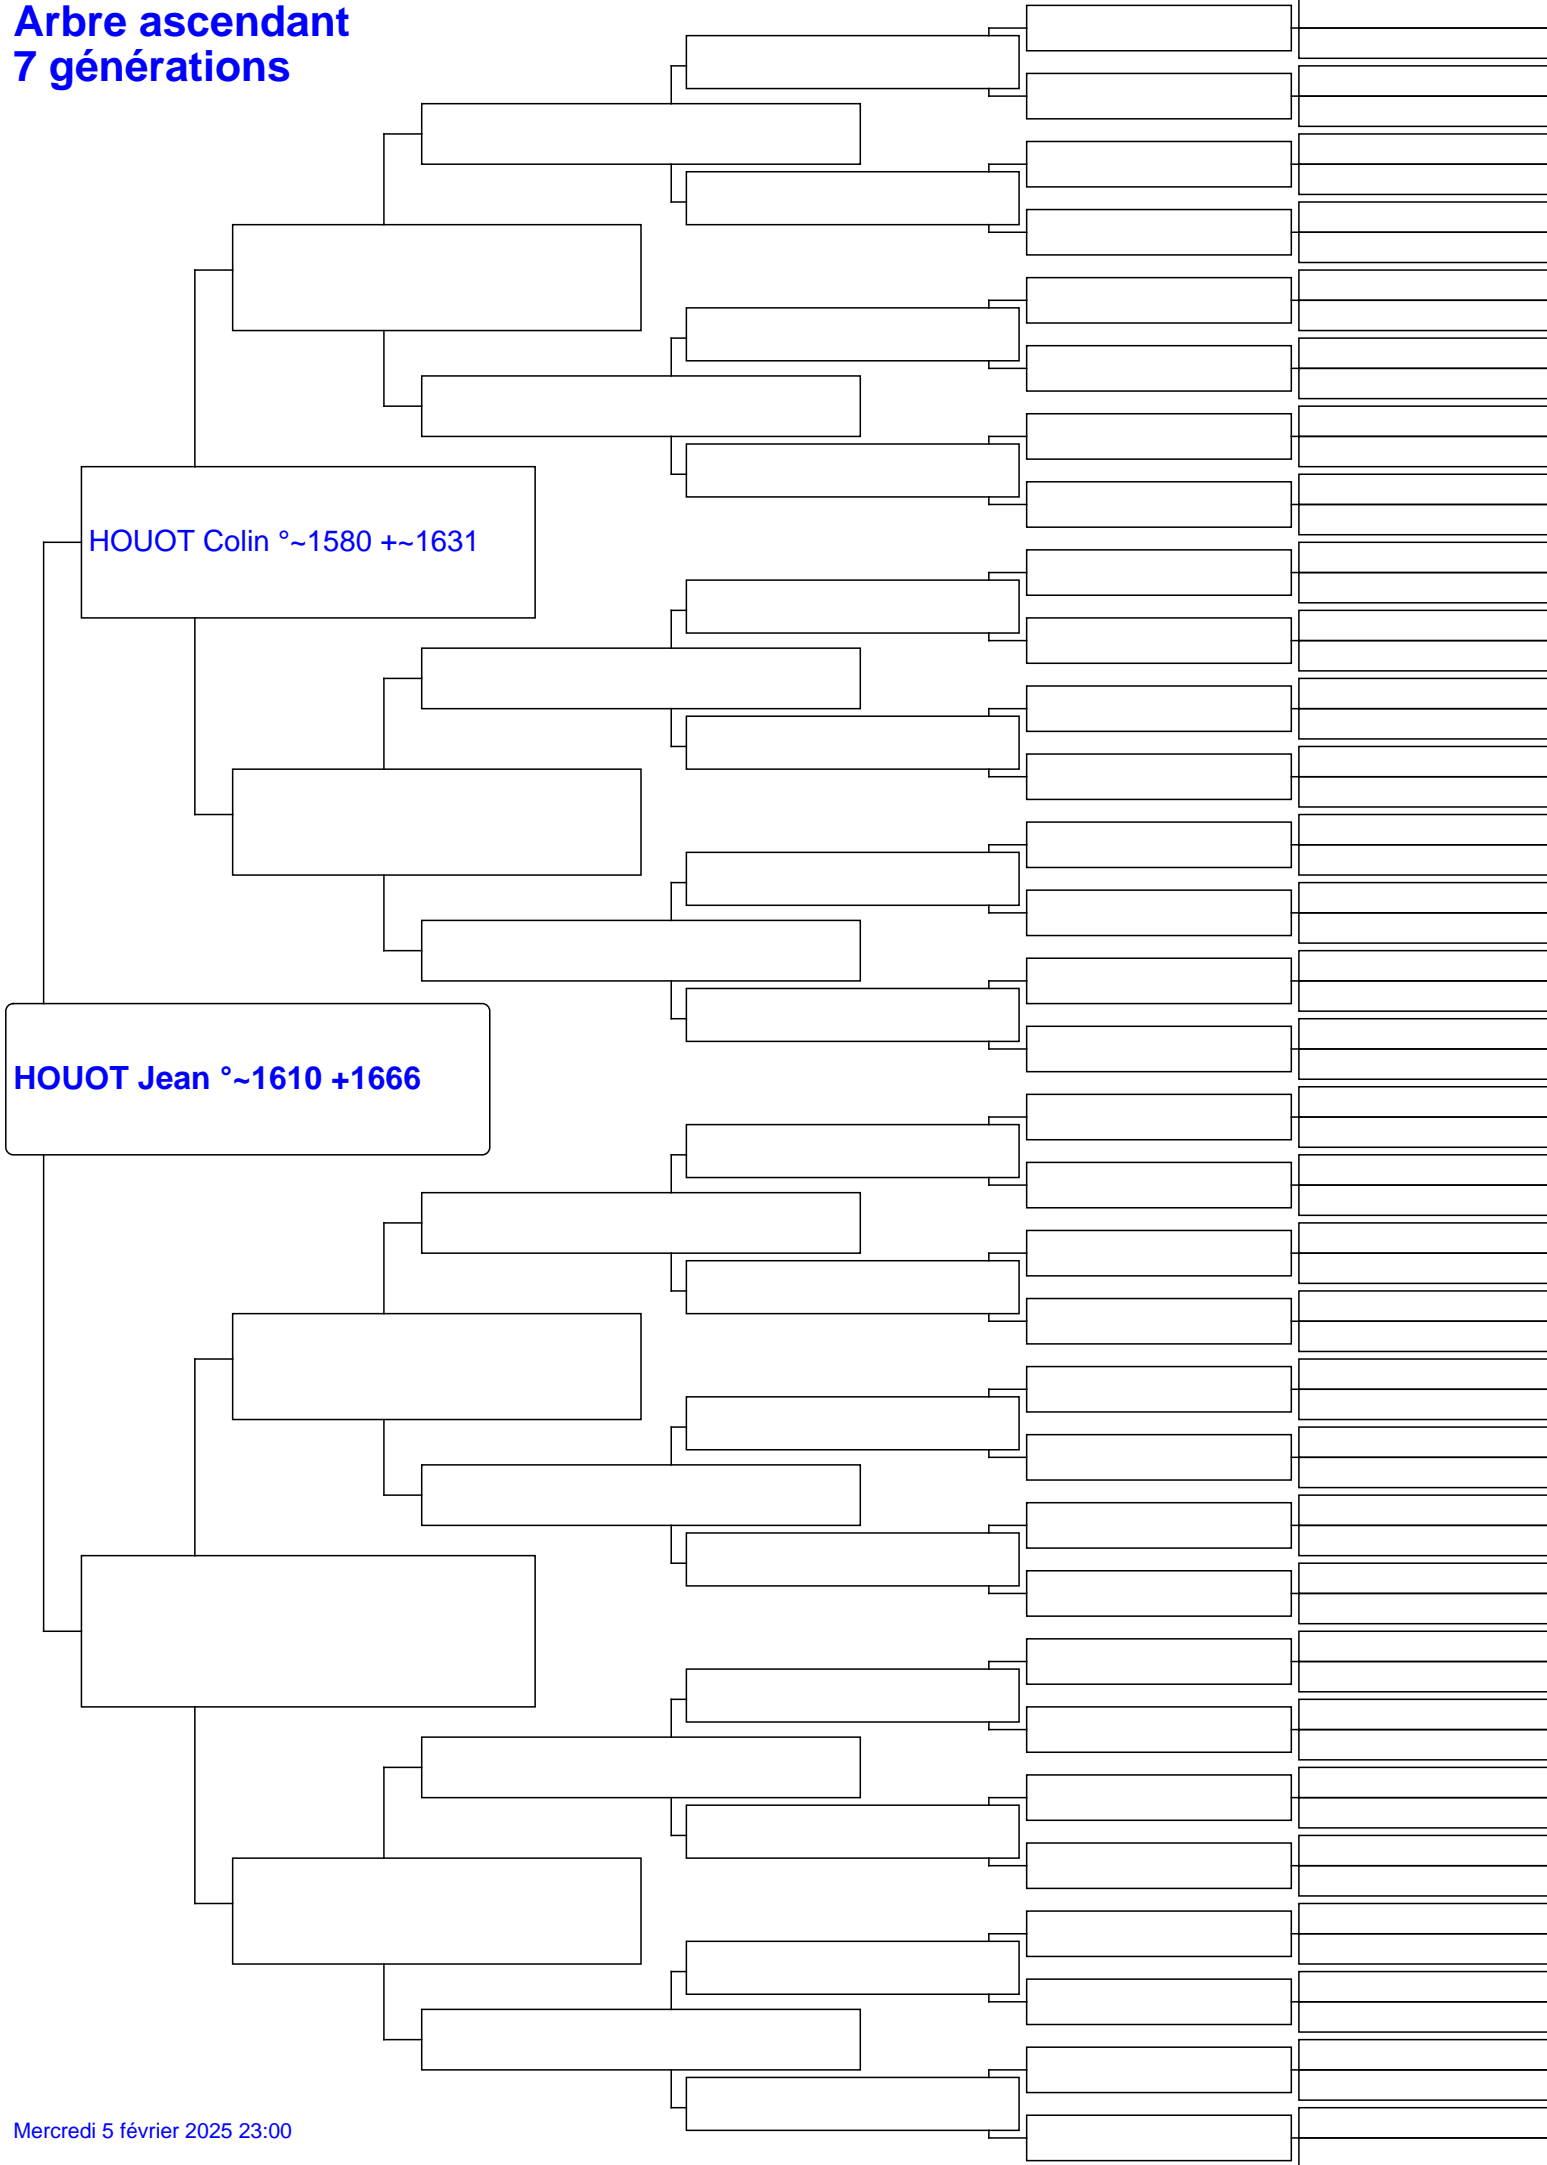 Arbre ascendant
7 générations
HOUOT Colin °~1580 +~1631
HOUOT Jean °~1610 +1666
Mercredi 5 février 2025 23:00